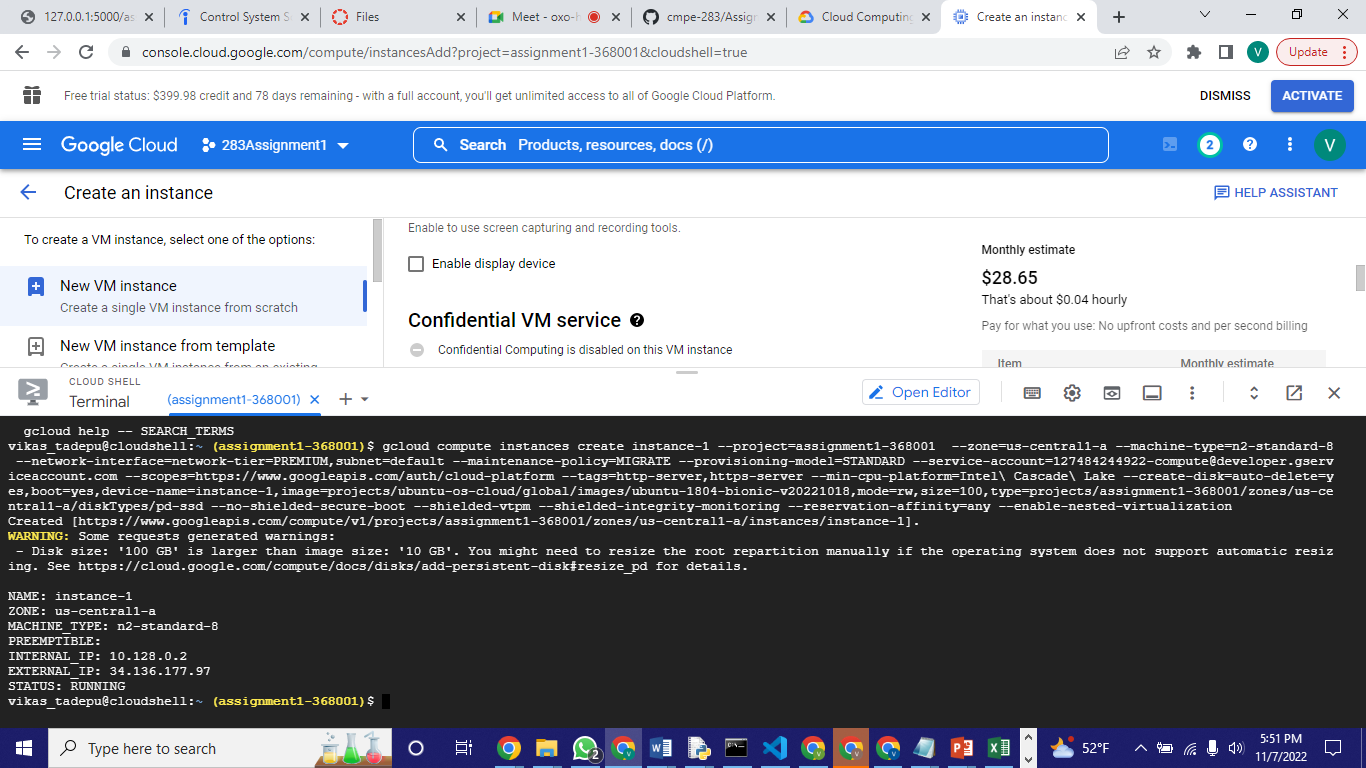 127.0.0.1:5000/as
Control System S
Files
Meet - oxo-h
cmpe-283/Assign
Cloud Computing
Create an instanc
console.cloud.google.com/compute/instancesAdd?project=assignment1-368001&cloudshell=true
V
Update
Free trial status: $399.98 credit and 78 days remaining - with a full account, you'll get unlimited access to all of Google Cloud Platform.
DISMISS
ACTIVATE
Google Cloud
283Assignment1
Search Products, resources, docs (/)
2
V
Create an instance
HELP ASSISTANT
To create a VM instance, select one of the options:
New VM instance
Create a single VM instance from scratch
New VM instance from template
Create a single VM instance from an existing
Enable to use screen capturing and recording tools.
Enable display device
Confidential VM service
Confidential Computing is disabled on this VM instance
Monthly estimate
$28.65
That's about $0.04 hourly
Pay for what you use: No upfront costs and per second billing
Item Monthly estimate
CLOUD SHELL
Terminal
(assignment1-368001)
Open Editor
gcloud help -- SEARCH_TERMS
vikas_tadepu@cloudshell:~ (assignment1-368001)$ gcloud compute instances create instance-1 --project=assignment1-368001  --zone=us-central1-a --machine-type=n2-standard-8
 --network-interface=network-tier=PREMIUM,subnet=default --maintenance-policy=MIGRATE --provisioning-model=STANDARD --service-account=127484244922-compute@developer.gserv
iceaccount.com --scopes=https://www.googleapis.com/auth/cloud-platform --tags=http-server,https-server --min-cpu-platform=Intel\ Cascade\ Lake --create-disk=auto-delete=y
es,boot=yes,device-name=instance-1,image=projects/ubuntu-os-cloud/global/images/ubuntu-1804-bionic-v20221018,mode=rw,size=100,type=projects/assignment1-368001/zones/us-ce
ntral1-a/diskTypes/pd-ssd --no-shielded-secure-boot --shielded-vtpm --shielded-integrity-monitoring --reservation-affinity=any --enable-nested-virtualization
Created [https://www.googleapis.com/compute/v1/projects/assignment1-368001/zones/us-central1-a/instances/instance-1].
WARNING: Some requests generated warnings:
 - Disk size: '100 GB' is larger than image size: '10 GB'. You might need to resize the root repartition manually if the operating system does not support automatic resiz
ing. See https://cloud.google.com/compute/docs/disks/add-persistent-disk#resize_pd for details.
NAME: instance-1
ZONE: us-central1-a
MACHINE_TYPE: n2-standard-8
PREEMPTIBLE:
INTERNAL_IP: 10.128.0.2
EXTERNAL_IP: 34.136.177.97
STATUS: RUNNING
vikas_tadepu@cloudshell:~ (assignment1-368001)$
Type here to search
2
52°F
5:51 PM
11/7/2022